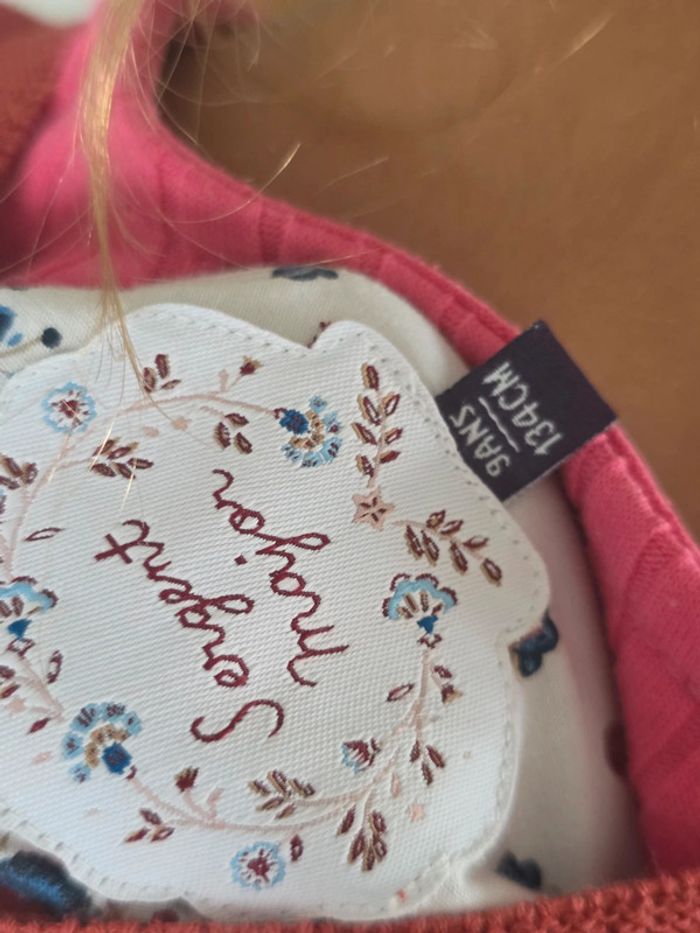 Sergent
major
9ANS
134CM